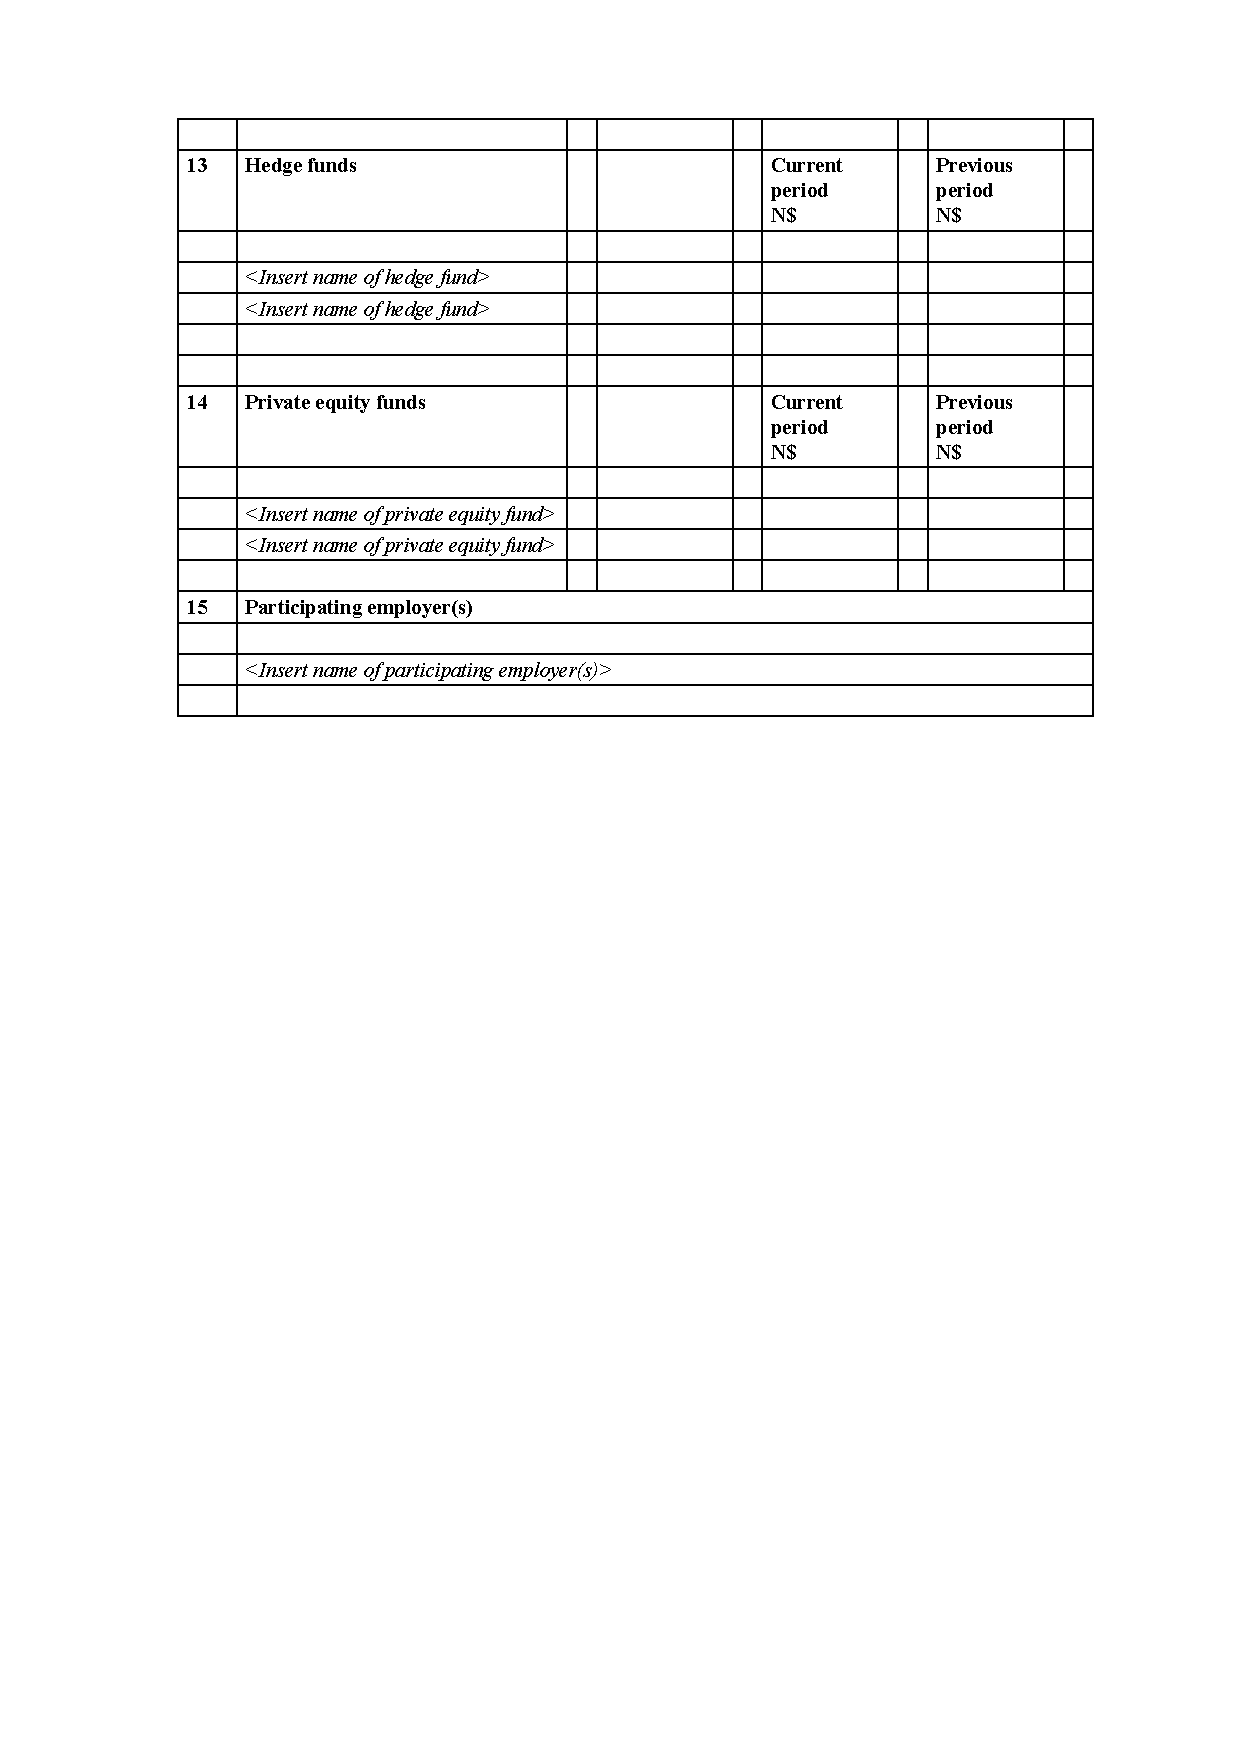 13 Hedge funds Current Previous
period period
N$ N$
<Insert name of hedge fund>
<Insert name of hedge fund>
14 Private equity funds Current Previous
period period
N$ N$
<Insert name of private equity fund>
<Insert name of private equity fund>
15 Participating employer(s)
<Insert name of participating employer(s)>